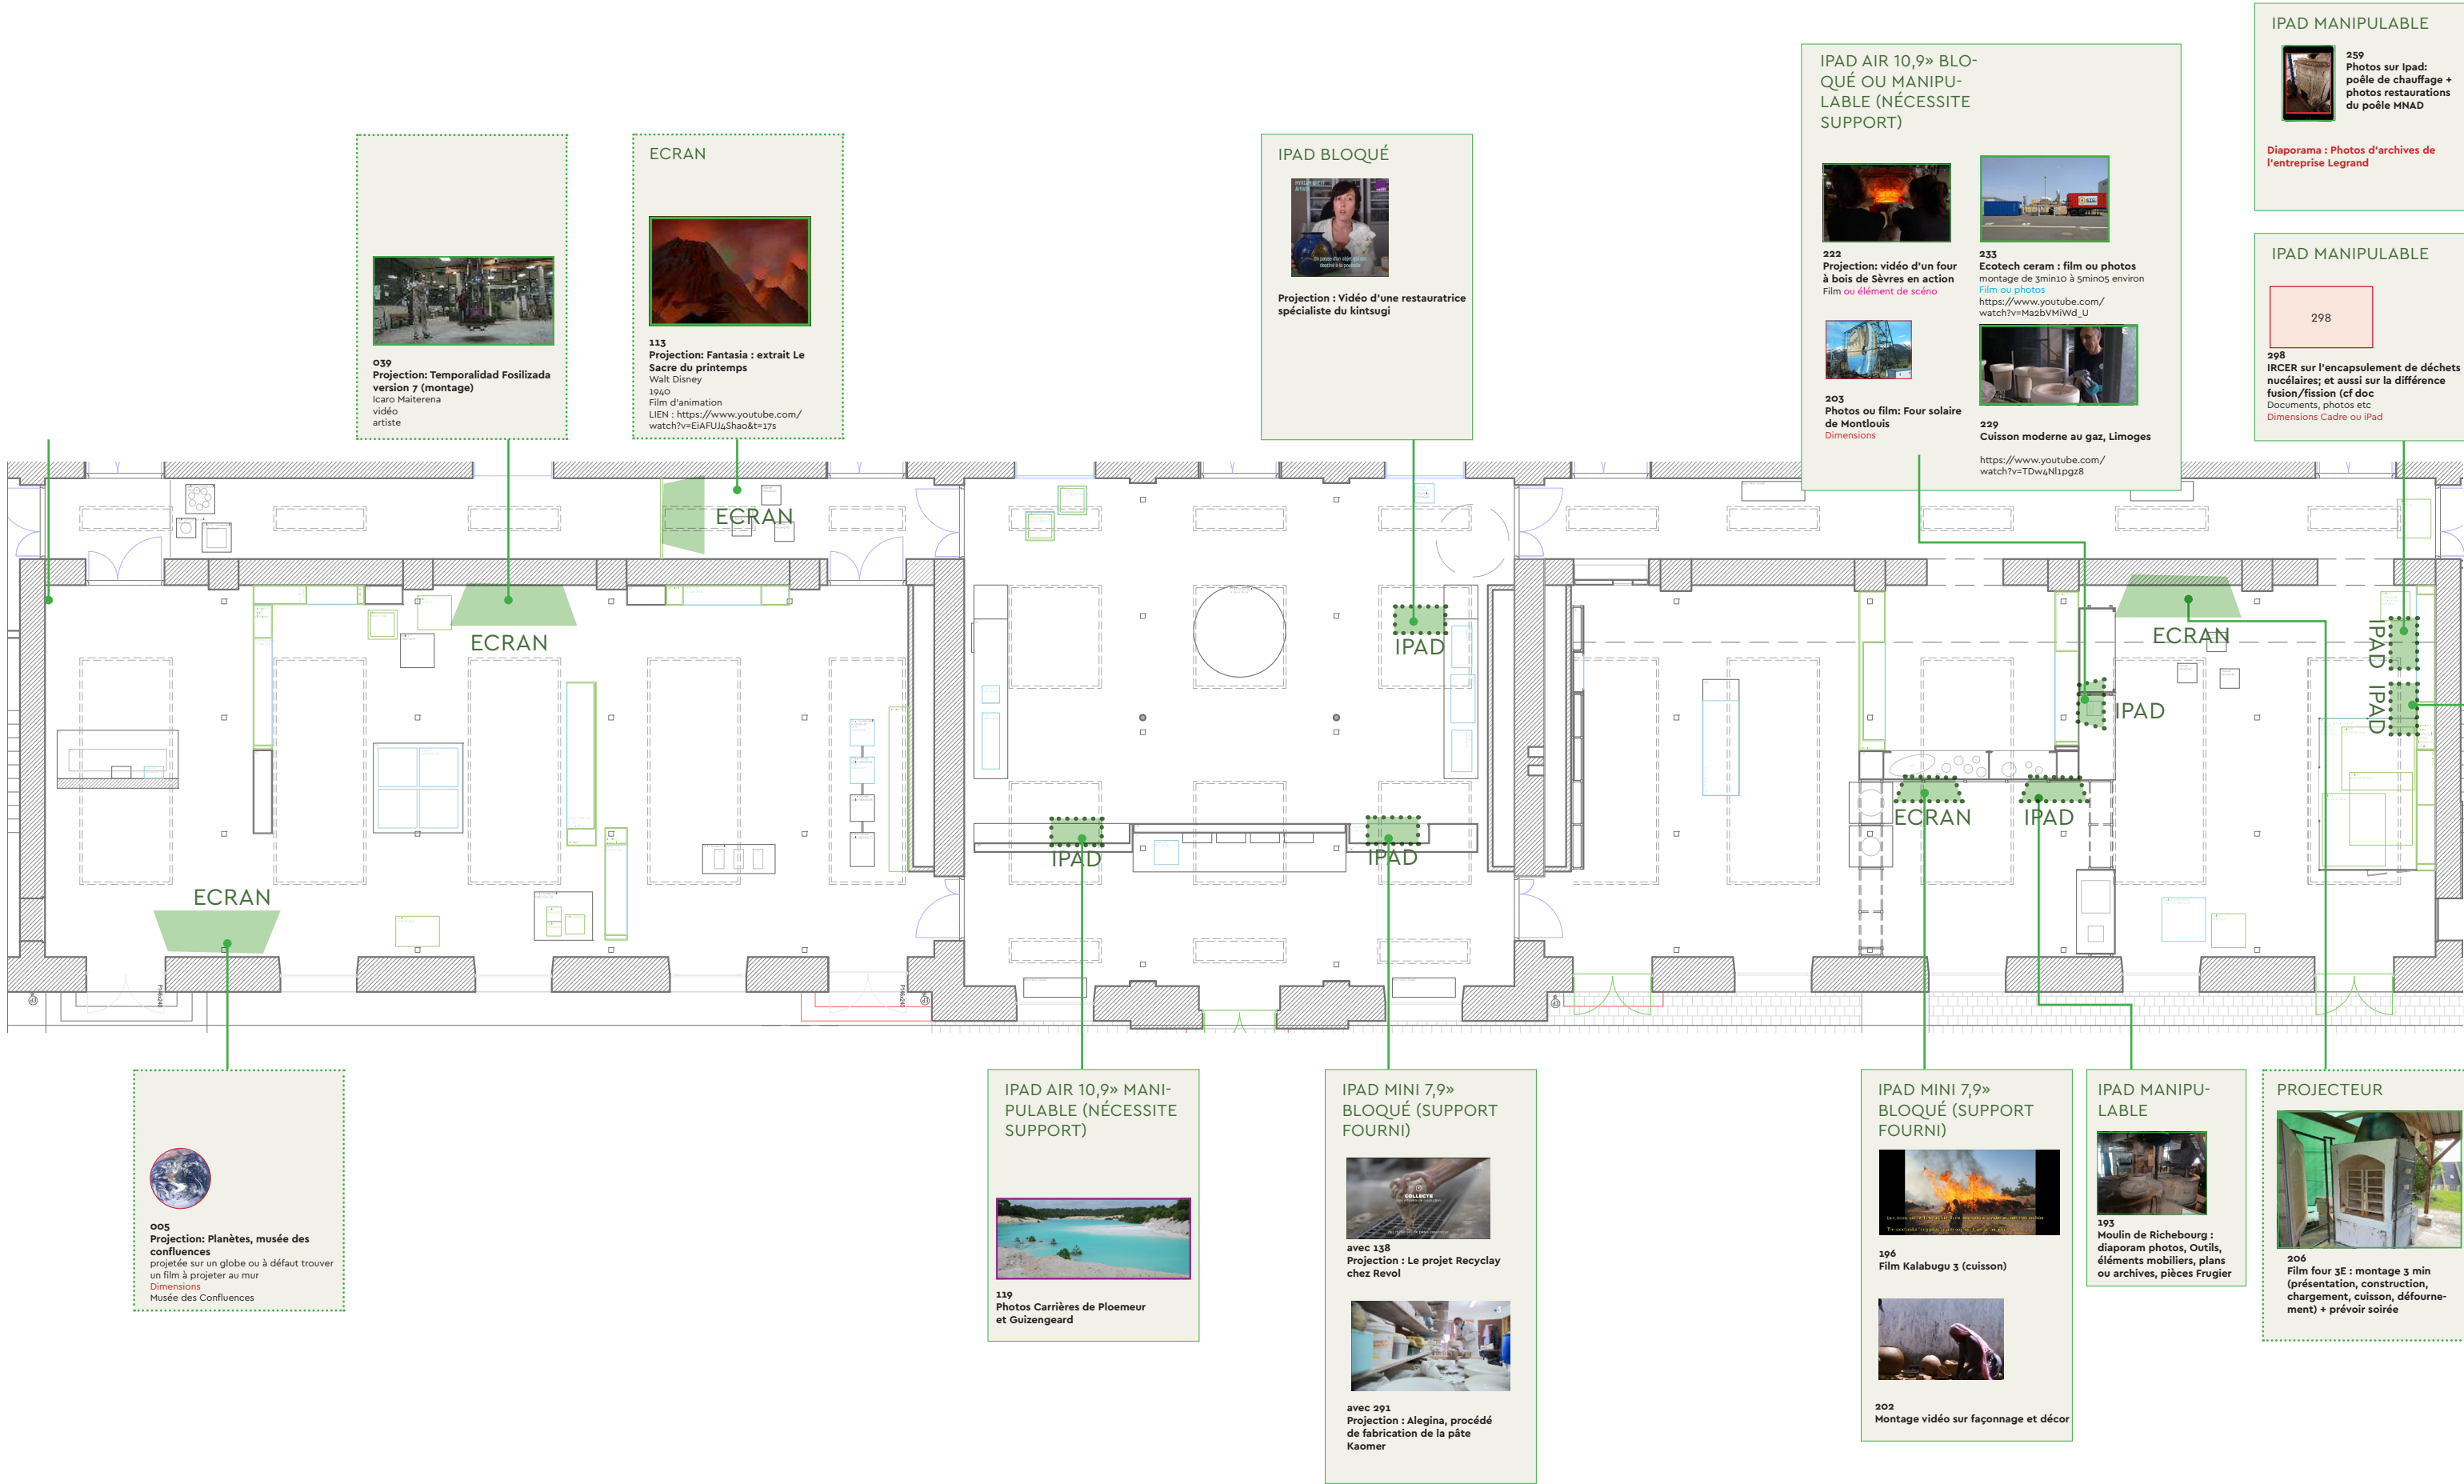 IPAD MANIPULABLE
259
Photos sur Ipad:
poêle de chauffage +
photos restaurations
du poêle MNAD
Diaporama : Photos d'archives de
l'entreprise Legrand
IPAD AIR 10,9» BLO-
QUÉ OU MANIPU-
LABLE (NÉCESSITE
SUPPORT)
222
Projection: vidéo d'un four
à bois de Sèvres en action
Film ou élément de scéno
233
Ecotech ceram : film ou photos
montage de 3min10 à 5min05 environ
Film ou photos
https://www.youtube.com/
watch?v=Ma2bVMiWd_U
203
Photos ou film: Four solaire
de Montlouis
Dimensions
229
Cuisson moderne au gaz, Limoges
https://www.youtube.com/
watch?v=TDw4Nl1pgz8
IPAD MANIPULABLE
298
298
IRCER sur l'encapsulement de déchets
nucélaires; et aussi sur la différence
fusion/fission (cf doc
Documents, photos etc
Dimensions Cadre ou iPad
039
Projection: Temporalidad Fosilizada
version 7 (montage)
Icaro Maiterena
vidéo
artiste
ECRAN
113
Projection: Fantasia : extrait Le
Sacre du printemps
Walt Disney
1940
Film d'animation
LIEN : https://www.youtube.com/
watch?v=EiAFUJ4Shao&t=17s
IPAD BLOQUÉ
Projection : Vidéo d'une restauratrice
spécialiste du kintsugi
ECRAN
ECRAN
IPAD
ECRAN
IPAD
IPAD
IPAD
ECRAN
IPAD
IPAD
IPAD
ECRAN
005
Projection: Planètes, musée des
confluences
projetée sur un globe ou à défaut trouver
un film à projeter au mur
Dimensions
Musée des Confluences
IPAD AIR 10,9» MANI-
PULABLE (NÉCESSITE
SUPPORT)
119
Photos Carrières de Ploemeur
et Guizengeard
IPAD MINI 7,9»
BLOQUÉ (SUPPORT
FOURNI)
COLLECTE
avec 138
Projection : Le projet Recyclay
chez Revol
avec 291
Projection : Alegina, procédé
de fabrication de la pâte
Kaomer
IPAD MINI 7,9»
BLOQUÉ (SUPPORT
FOURNI)
196
Film Kalabugu 3 (cuisson)
202
Montage vidéo sur façonnage et décor
IPAD MANIPU-
LABLE
193
Moulin de Richebourg :
diaporam photos, Outils,
éléments mobiliers, plans
ou archives, pièces Frugier
PROJECTEUR
206
Film four 3E : montage 3 min
(présentation, construction,
chargement, cuisson, défourne-
ment) + prévoir soirée